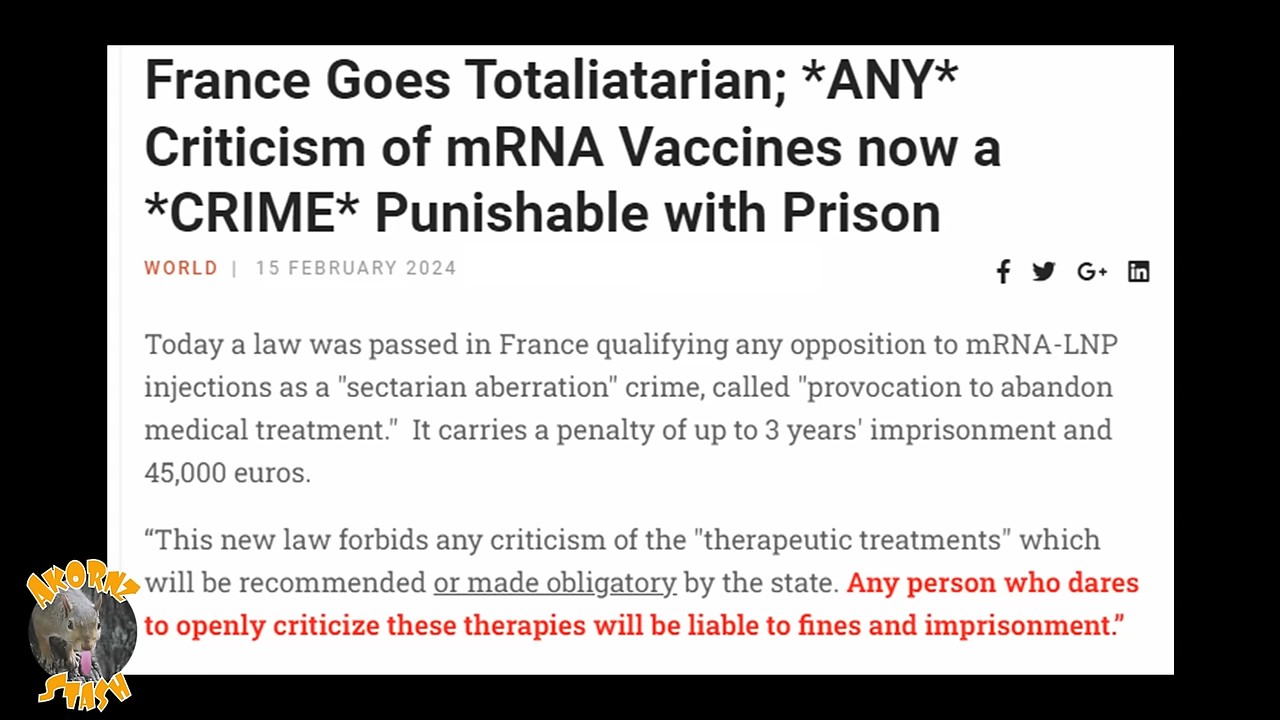 France Goes Totaliatarian; *ANY*
Criticism of mRNA Vaccines now a
*CRIME* Punishable with Prison
WORLD | 15 FEBRUARY 2024
f G+ in
Today a law was passed in France qualifying any opposition to mRNA-LNP
injections as a "sectarian aberration" crime, called "provocation to abandon
medical treatment." It carries a penalty of up to 3 years' imprisonment and
45,000 euros.
“This new law forbids any criticism of the "therapeutic treatments" which
will be recommended or made obligatory by the state. Any person who dares
to openly criticize these therapies will be liable to fines and imprisonment.”
AKORNZ
STASH